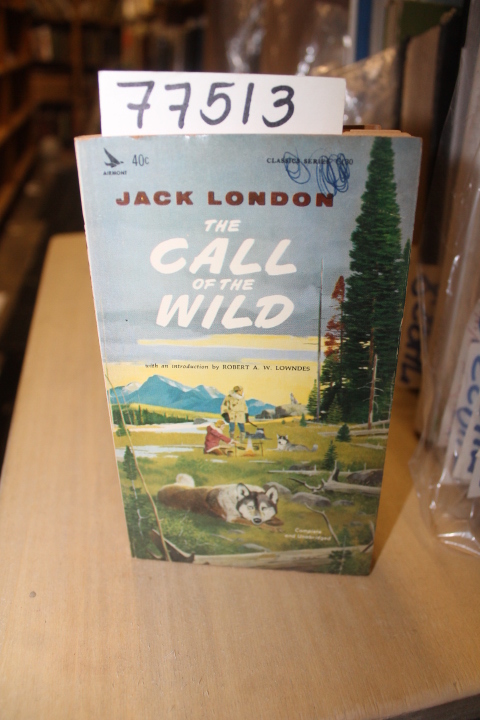 77513
AIRMONT
40c
CLASSICS SERIES
JACK LONDON
THE
CALL
OF THE
WILD
with an introduction by ROBERT A. W. LOWNDES
Complete
and Unabridged